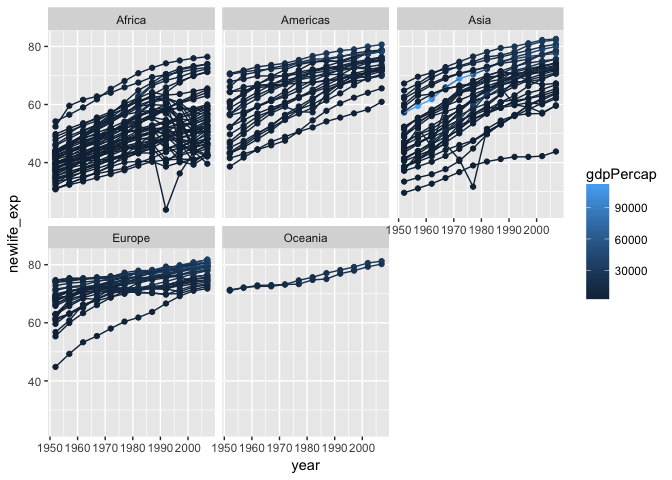 Africa Americas Asia
80
60
40
1950 1960 1970 1980 1990 2000
Europe Oceania
80
60
40
1950 1960 1970 1980 1990 2000 1950 1960 1970 1980 1990 2000
year
newlife_exp
gdpPercap
90000
60000
30000